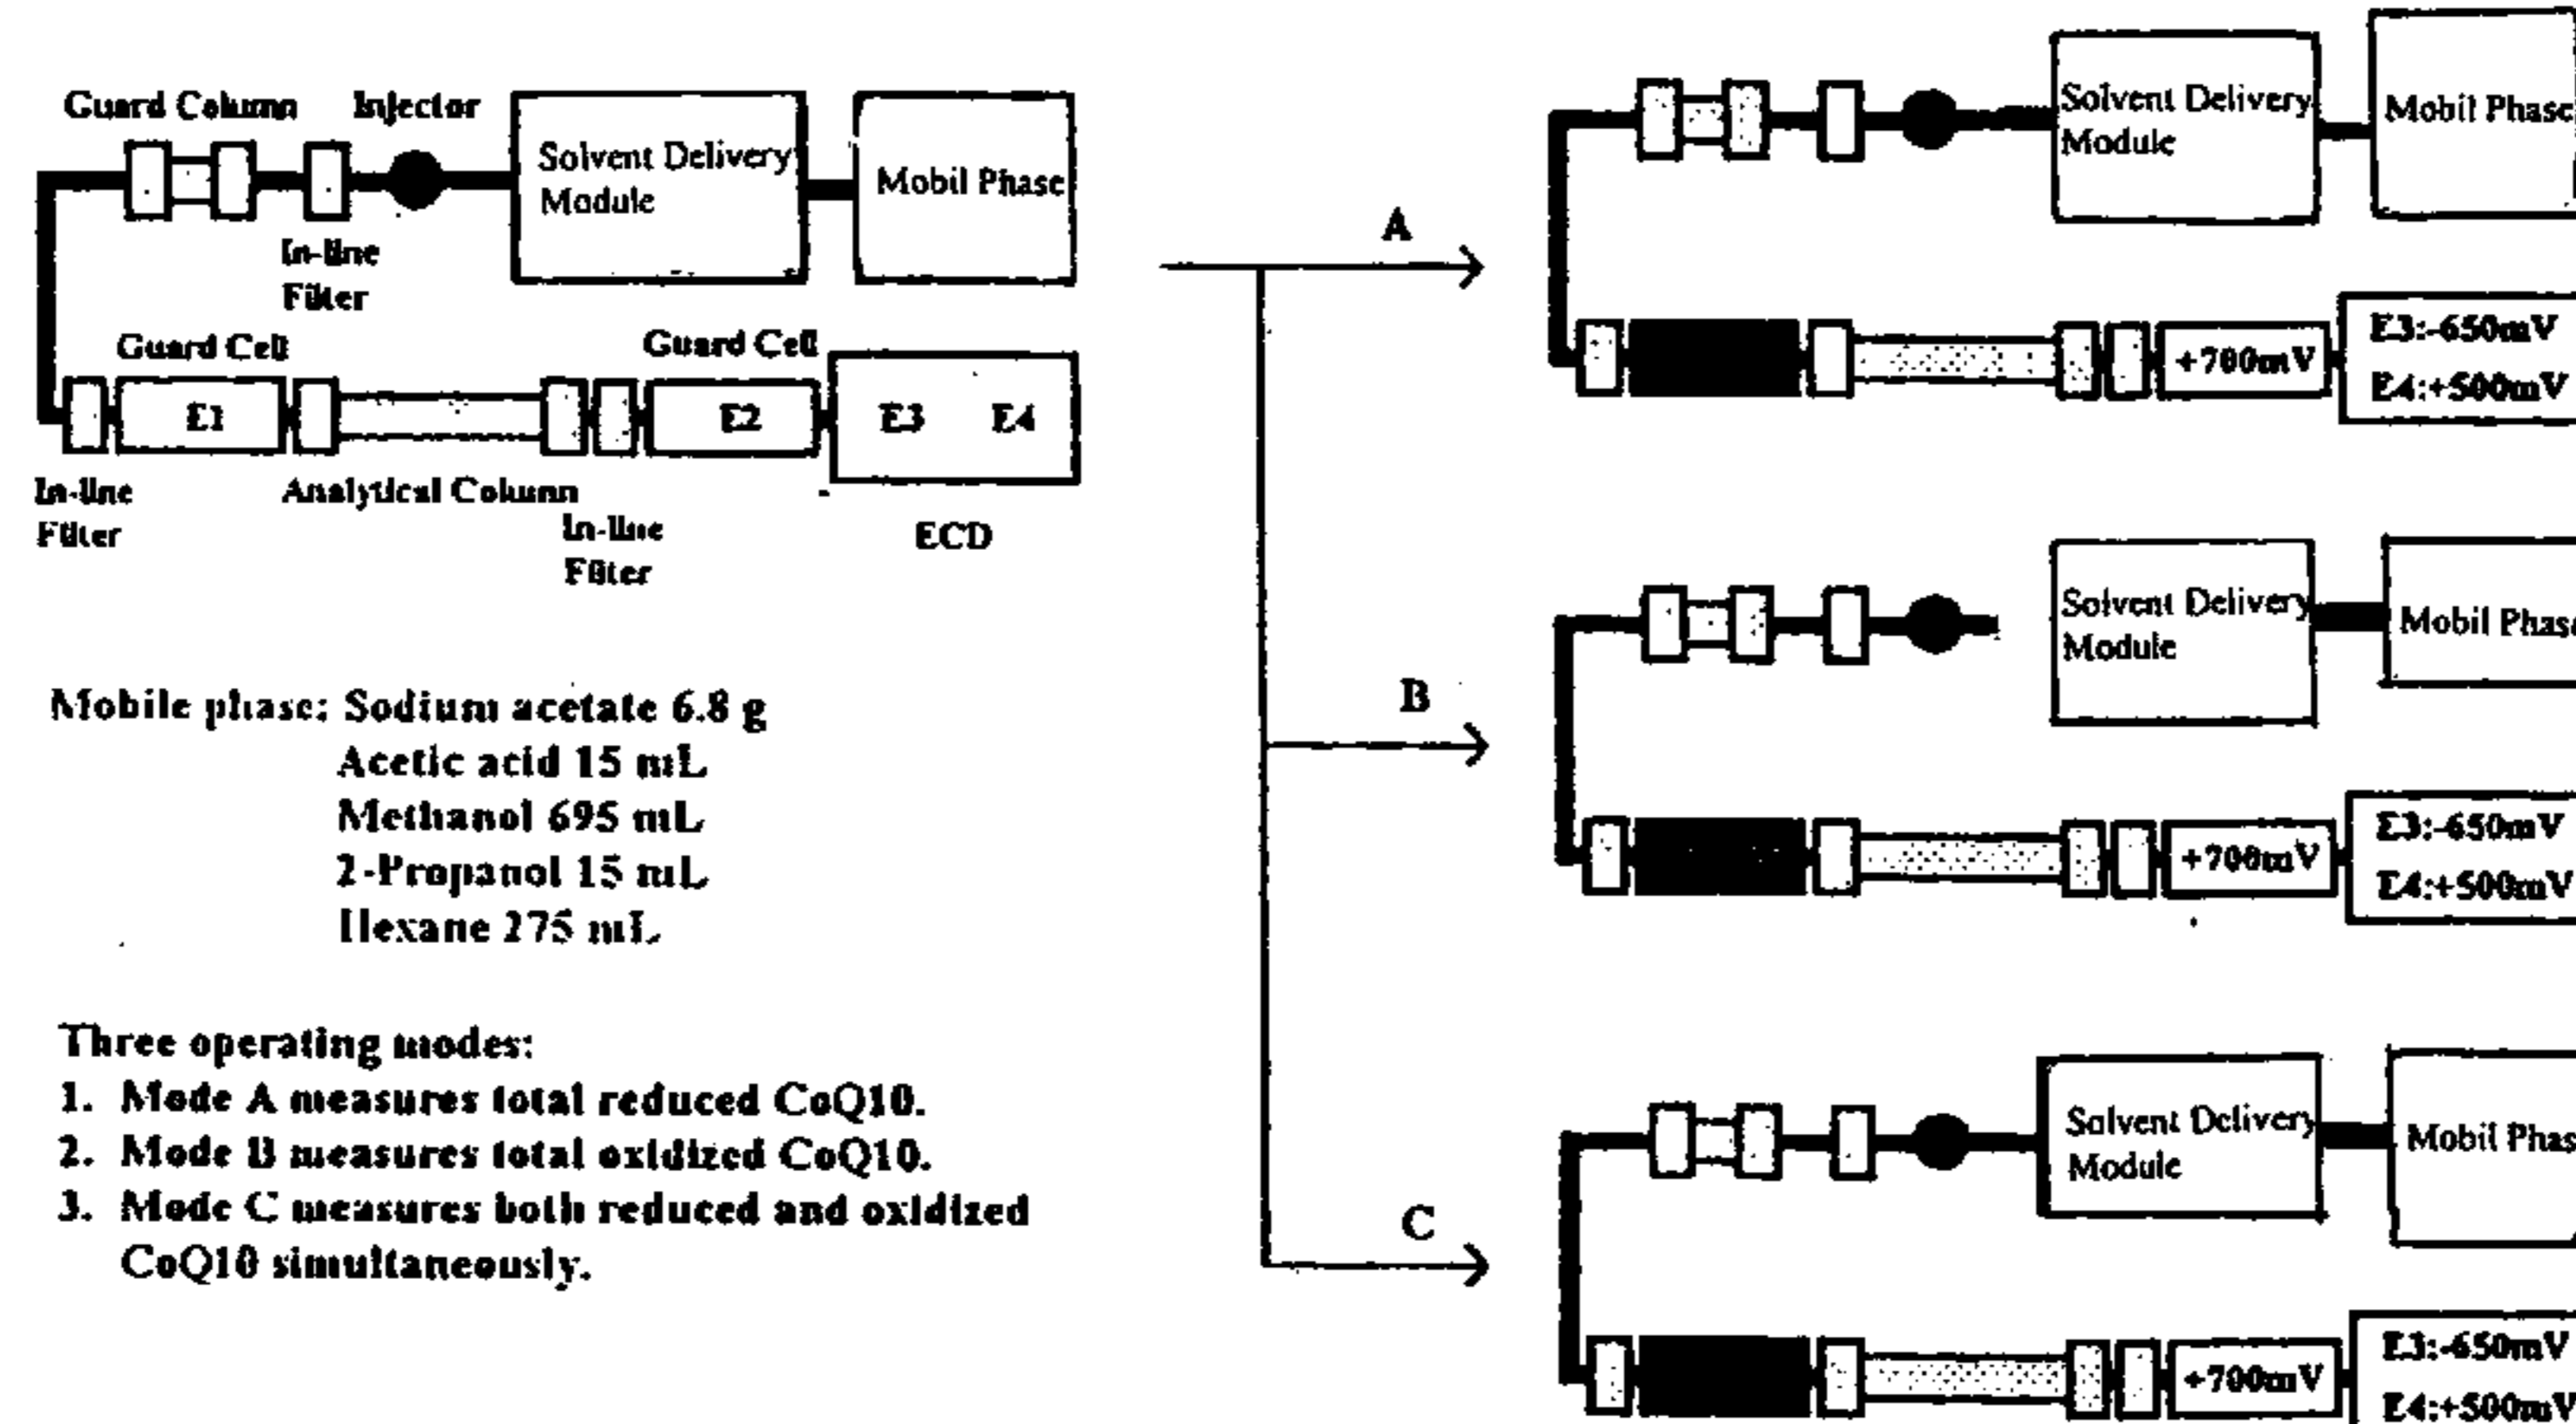 Guard Column Injector
Solvent Delivery
Module
Mobil Phase
In-line
Filter
Guard Cell
Guard Cell
E1
E2
E3 E4
In-line
Filter
Analytical Column
In-line
Filter
ECD
Mobile phase: Sodium acetate 6.8 g
Acetic acid 15 mL
Methanol 695 mL
2-Propanol 15 mL
Hexane 275 mL
Three operating modes:
1. Mode A measures total reduced CoQ10.
2. Mode B measures total oxidized CoQ10.
3. Mode C measures both reduced and oxidized
CoQ10 simultaneously.
A
Solvent Delivery
Module
Mobil Phase
+700mV
E3:-650mV
E4:+500mV
B
Solvent Delivery
Module
Mobil Phase
+700mV
E3:-650mV
E4:+500mV
C
Solvent Delivery
Module
Mobil Phas
+700mV
E3:-650mV
E4:+500mV